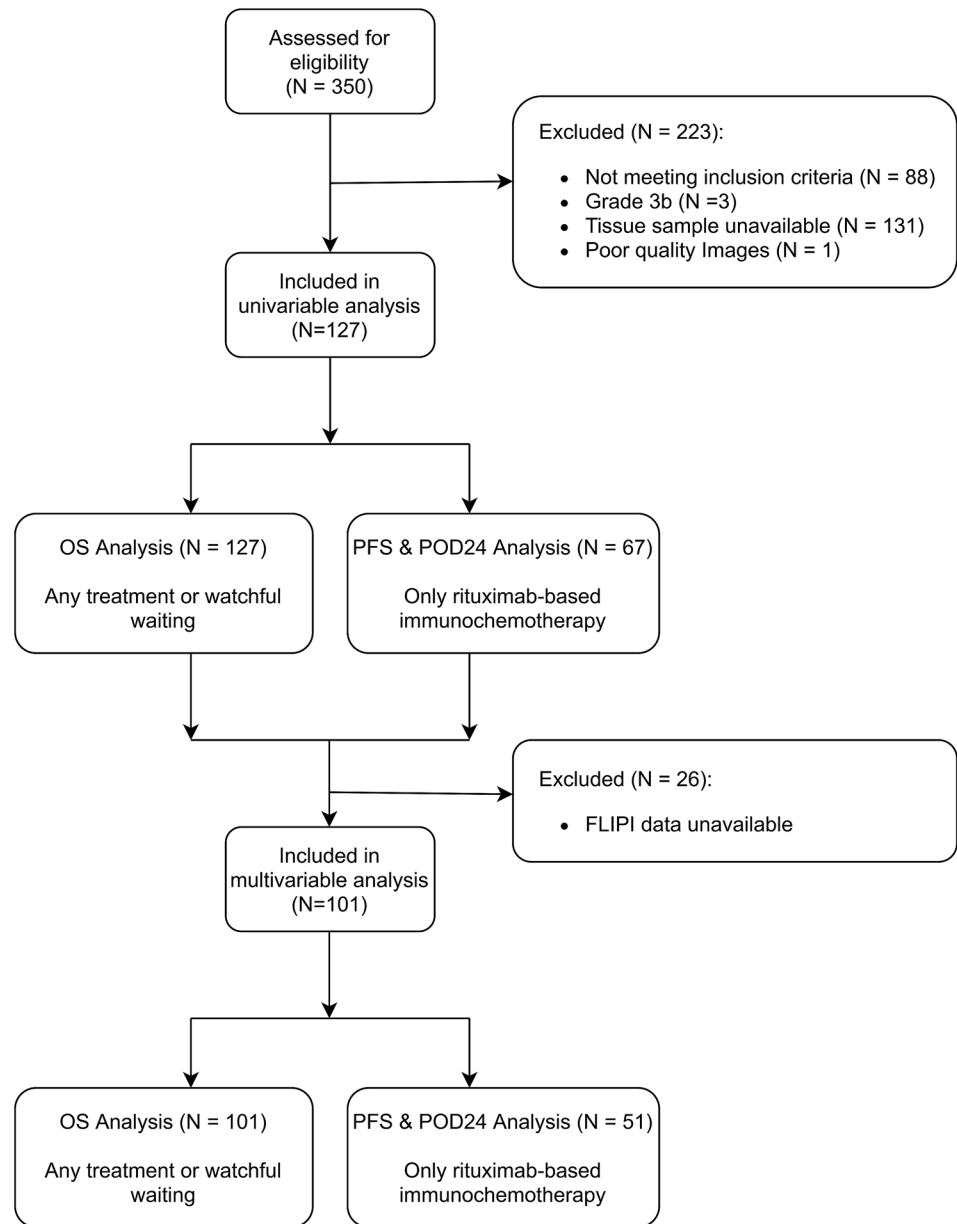 Assessed for
eligibility
(N = 350)
Excluded (N = 223):
• Not meeting inclusion criteria (N = 88)
• Grade 3b (N =3)
• Tissue sample unavailable (N = 131)
• Poor quality Images (N = 1)
Included in
univariable analysis
(N=127)
OS Analysis (N = 127)
Any treatment or watchful
waiting
PFS & POD24 Analysis (N = 67)
Only rituximab-based
immunochemotherapy
Excluded (N = 26):
• FLIPI data unavailable
Included in
multivariable analysis
(N=101)
OS Analysis (N = 101)
Any treatment or watchful
waiting
PFS & POD24 Analysis (N = 51)
Only rituximab-based
immunochemotherapy